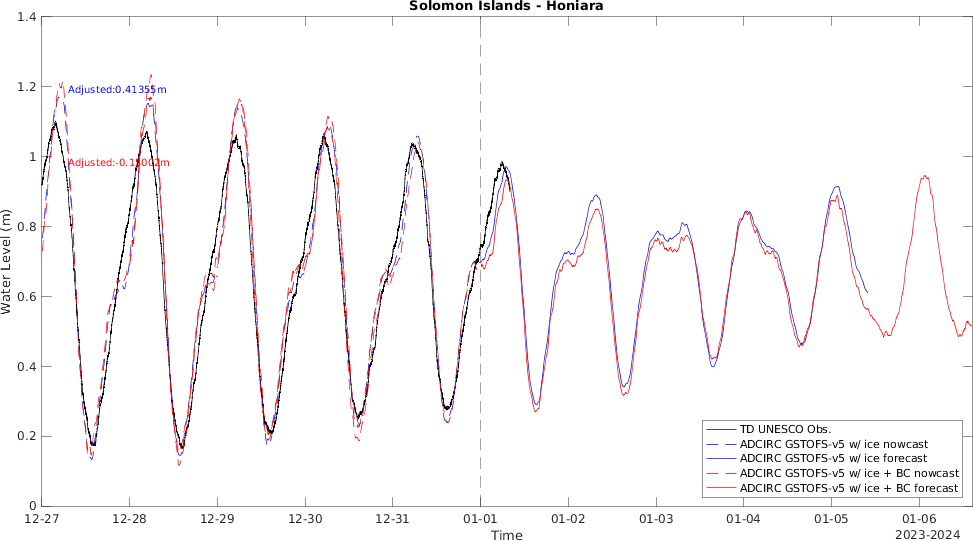 Solomon Islands - Honiara
1.4
1.2
1
0.8
0.6
0.4
0.2
0
Water Level (m)
Adjusted:0.41355m
Adjusted:-0.15002m
TD UNESCO Obs.
ADCIRC GSTOFS-v5 w/ ice nowcast
ADCIRC GSTOFS-v5 w/ ice forecast
ADCIRC GSTOFS-v5 w/ ice + BC nowcast
ADCIRC GSTOFS-v5 w/ ice + BC forecast
12-27 12-28 12-29 12-30 12-31 01-01 01-02 01-03 01-04 01-05 01-06
Time
2023-2024